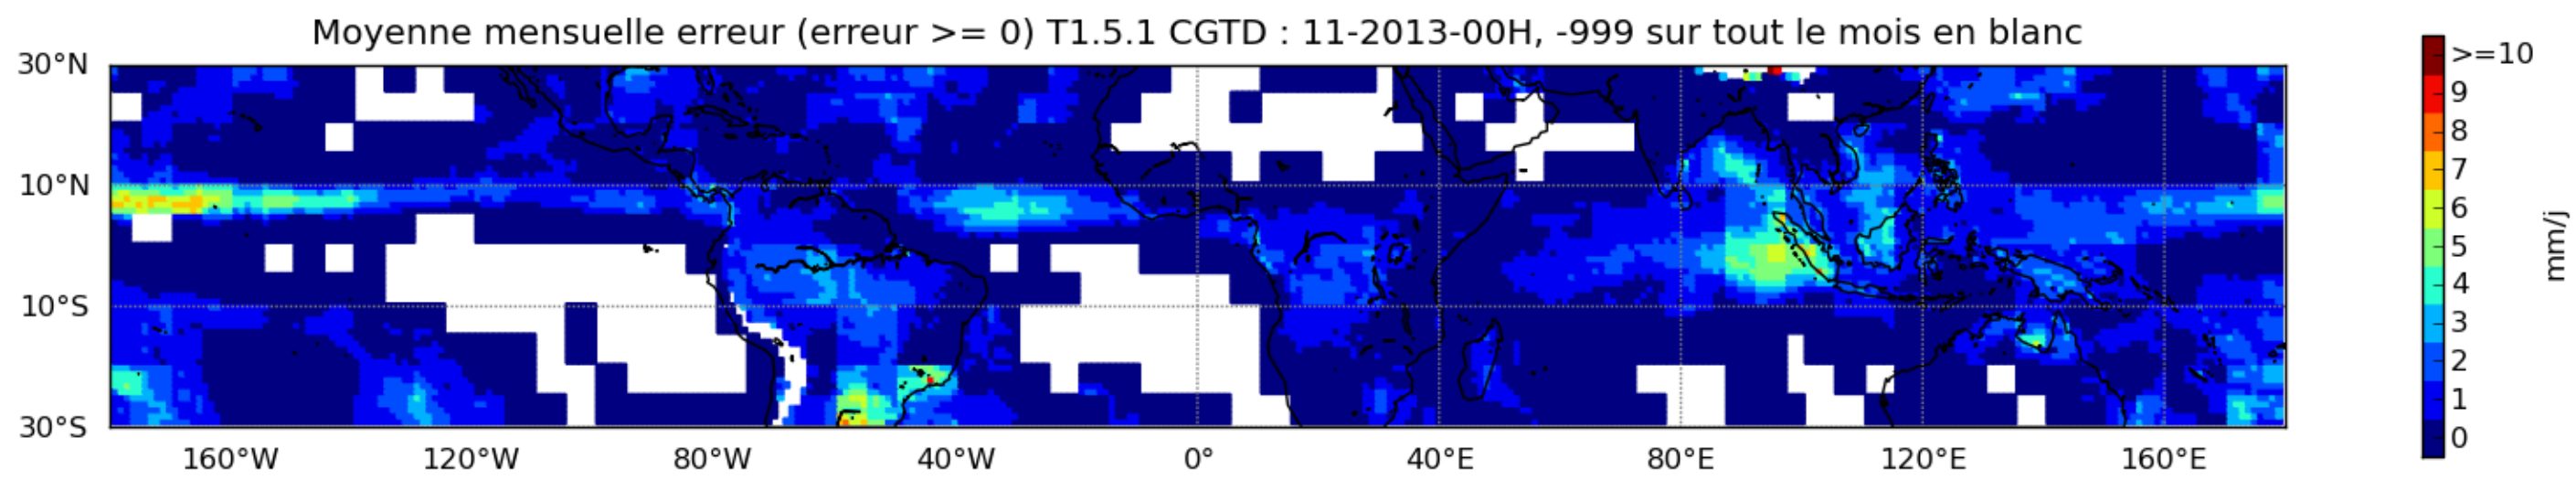 Moyenne mensuelle erreur (erreur >= 0) T1.5.1 CGTD : 11-2013-00H, -999 sur tout le mois en blanc
30°N
10°N
10°S
30°S
160°W 120°W 80°W 40°W 0° 40°E 80°E 120°E 160°E
>=10
9
8
7
6
5
4
3
2
1
0
mm/j